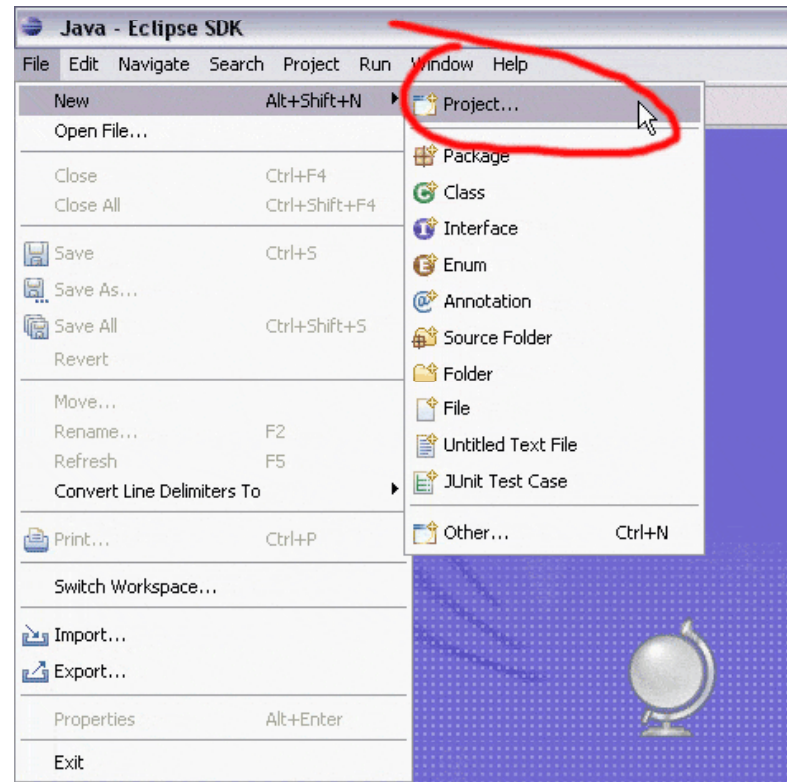 Java - Eclipse SDK
File Edit Navigate Search Project Run Window Help
New Alt+Shift+N
Open File...
Close Ctrl+F4
Close All Ctrl+Shift+F4
Save Ctrl+S
Save As...
Save All Ctrl+Shift+S
Revert
Move...
Rename... F2
Refresh F5
Convert Line Delimiters To
Print... Ctrl+P
Switch Workspace...
Import...
Export...
Properties Alt+Enter
Exit
Project...
Package
Class
Interface
Enum
Annotation
Source Folder
Folder
File
Untitled Text File
JUnit Test Case
Other... Ctrl+N